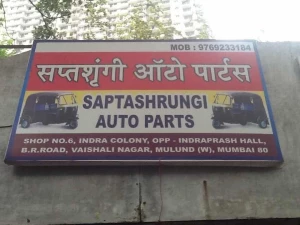 MOB : 9769233184
सप्तशृंगी ऑटो पार्टस
SAPTASHRUNGI
AUTO PARTS
SHOP NO.6, INDRA COLONY, OPP - INDRAPRASH HALL,
B.R.ROAD, VAISHALI NAGAR, MULUND (W), MUMBAI 80